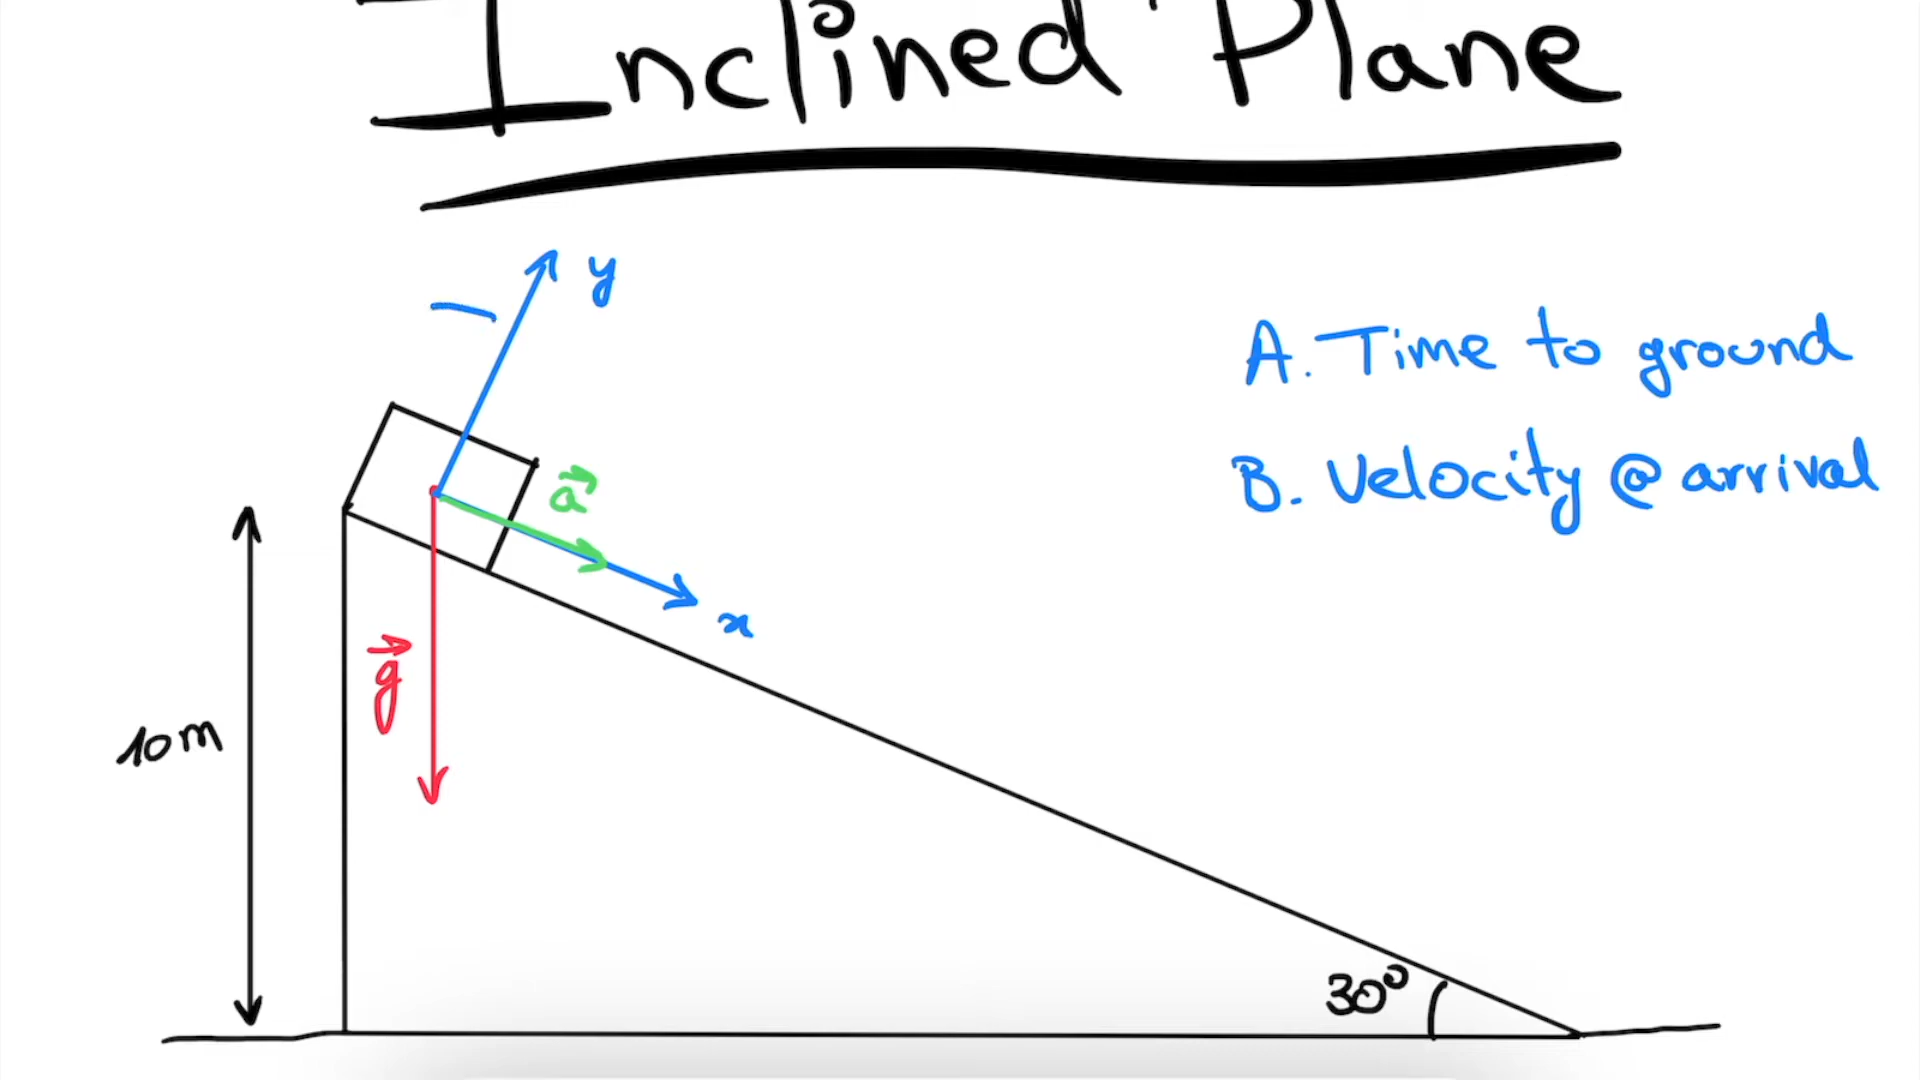 Inclined Plane
y
A. Time to ground
a
B. Velocity @ arrival
x
g
10m
30°